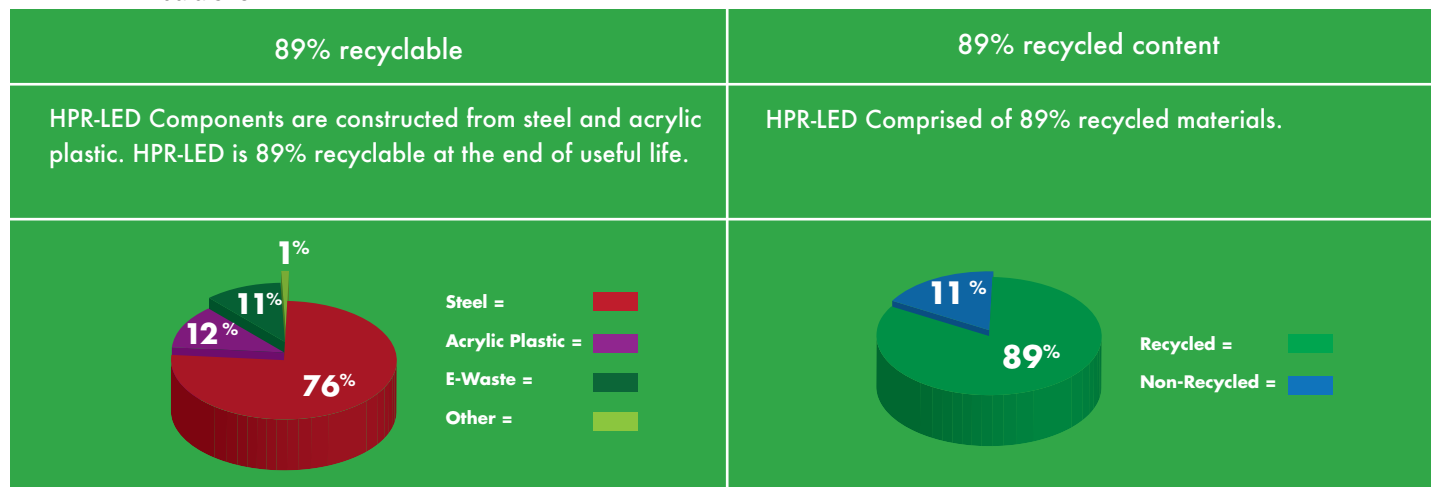 89% recyclable
89% recycled content
HPR-LED Components are constructed from steel and acrylic
plastic. HPR-LED is 89% recyclable at the end of useful life.
HPR-LED Comprised of 89% recycled materials.
1%
11%
12%
76%
Steel =
Acrylic Plastic =
E-Waste =
Other =
11%
89%
Recycled =
Non-Recycled =